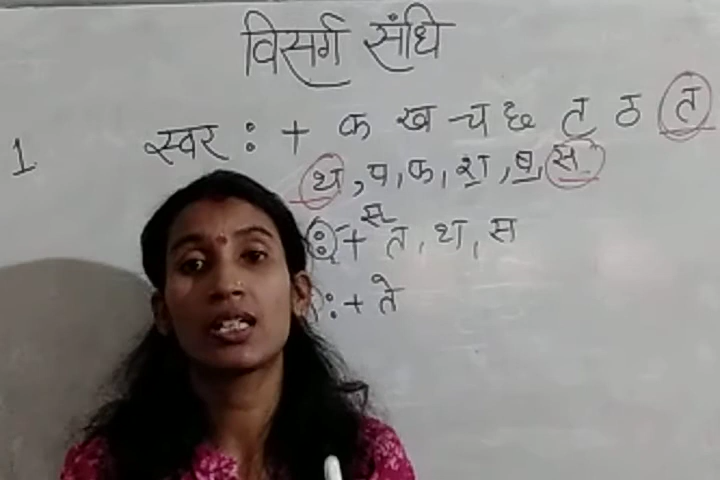 विसर्ग संधि
1 स्वर : + क ख च छ ट ठ त
थ, प, फ, श, ष, स
: + स् त, थ, स
: + ते